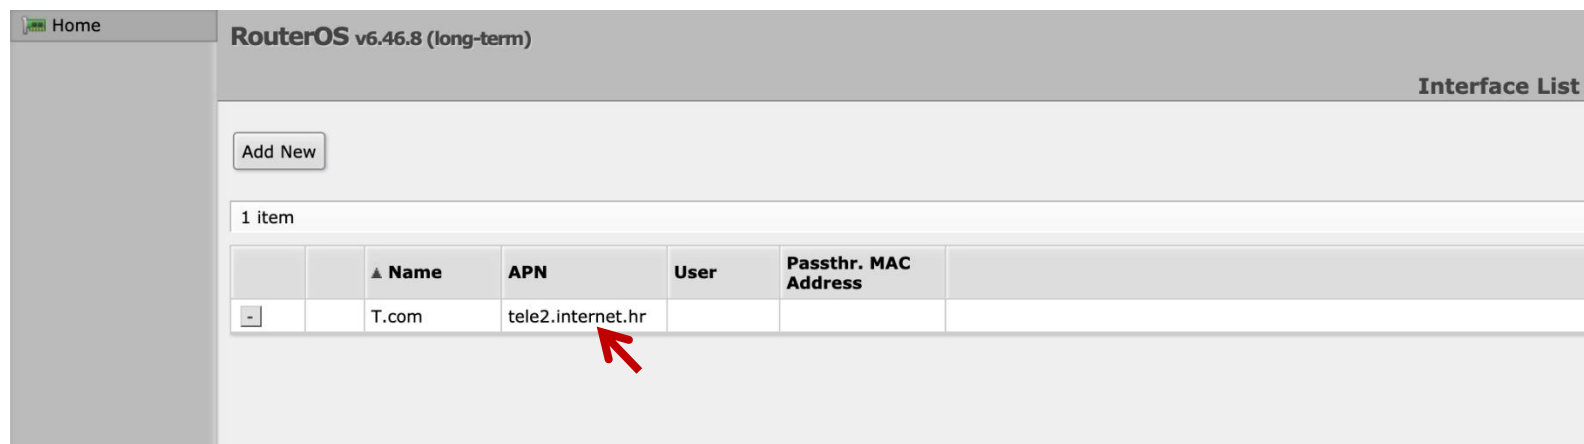 Home
RouterOS v6.46.8 (long-term)
Interface List
Add New
1 item
▲ Name APN User Passthr. MAC Address
- T.com tele2.internet.hr